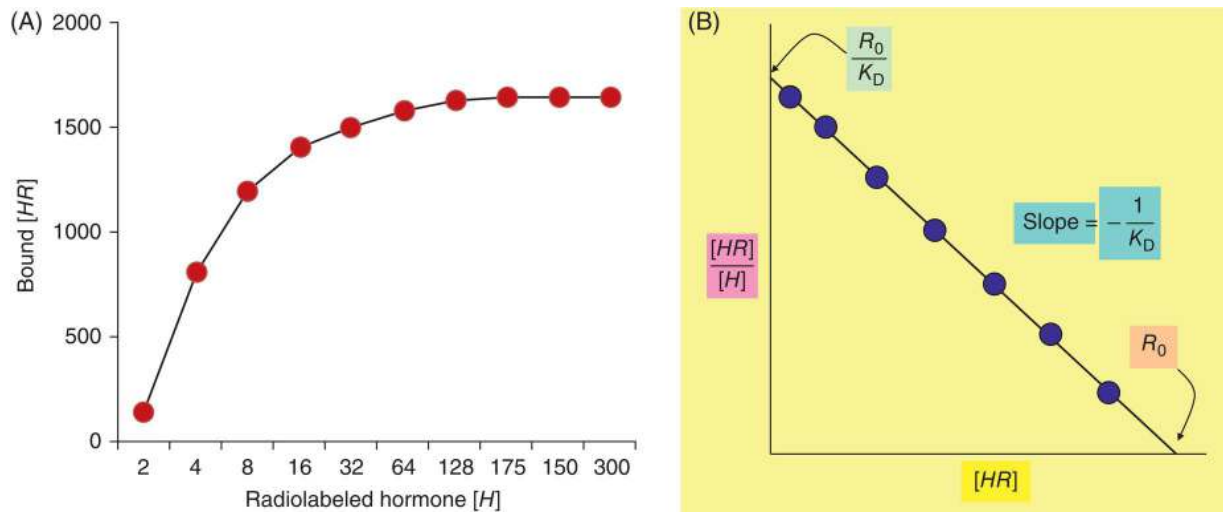 (A)
2000
1500
1000
500
0
Bound [HR]
2 4 8 16 32 64 128 175 150 300
Radiolabeled hormone [H]
(B)
R0
KD
[HR]
[H]
Slope = − 1
KD
R0
[HR]